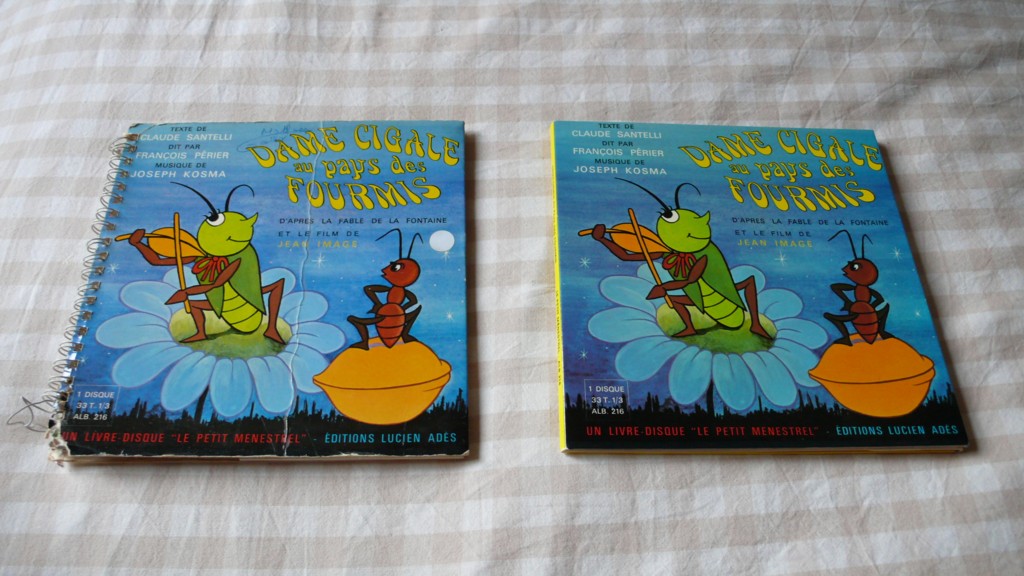 TEXTE DE
CLAUDE SANTELLI
DIT PAR
FRANÇOIS PÉRIER
MUSIQUE DE
JOSEPH KOSMA
DAME CIGALE
au pays des
FOURMIS
D'APRÈS LA FABLE DE LA FONTAINE
ET LE FILM DE
JEAN IMAGE
1 DISQUE
33 T. 1/3
ALB. 216
UN LIVRE-DISQUE "LE PETIT MENESTREL" - ÉDITIONS LUCIEN ADÈS
TEXTE DE
CLAUDE SANTELLI
DIT PAR
FRANÇOIS PÉRIER
MUSIQUE DE
JOSEPH KOSMA
DAME CIGALE
au pays des
FOURMIS
D'APRÈS LA FABLE DE LA FONTAINE
ET LE FILM DE
JEAN IMAGE
1 DISQUE
33 T. 1/3
ALB. 216
UN LIVRE-DISQUE "LE PETIT MENESTREL" - ÉDITIONS LUCIEN ADÈS